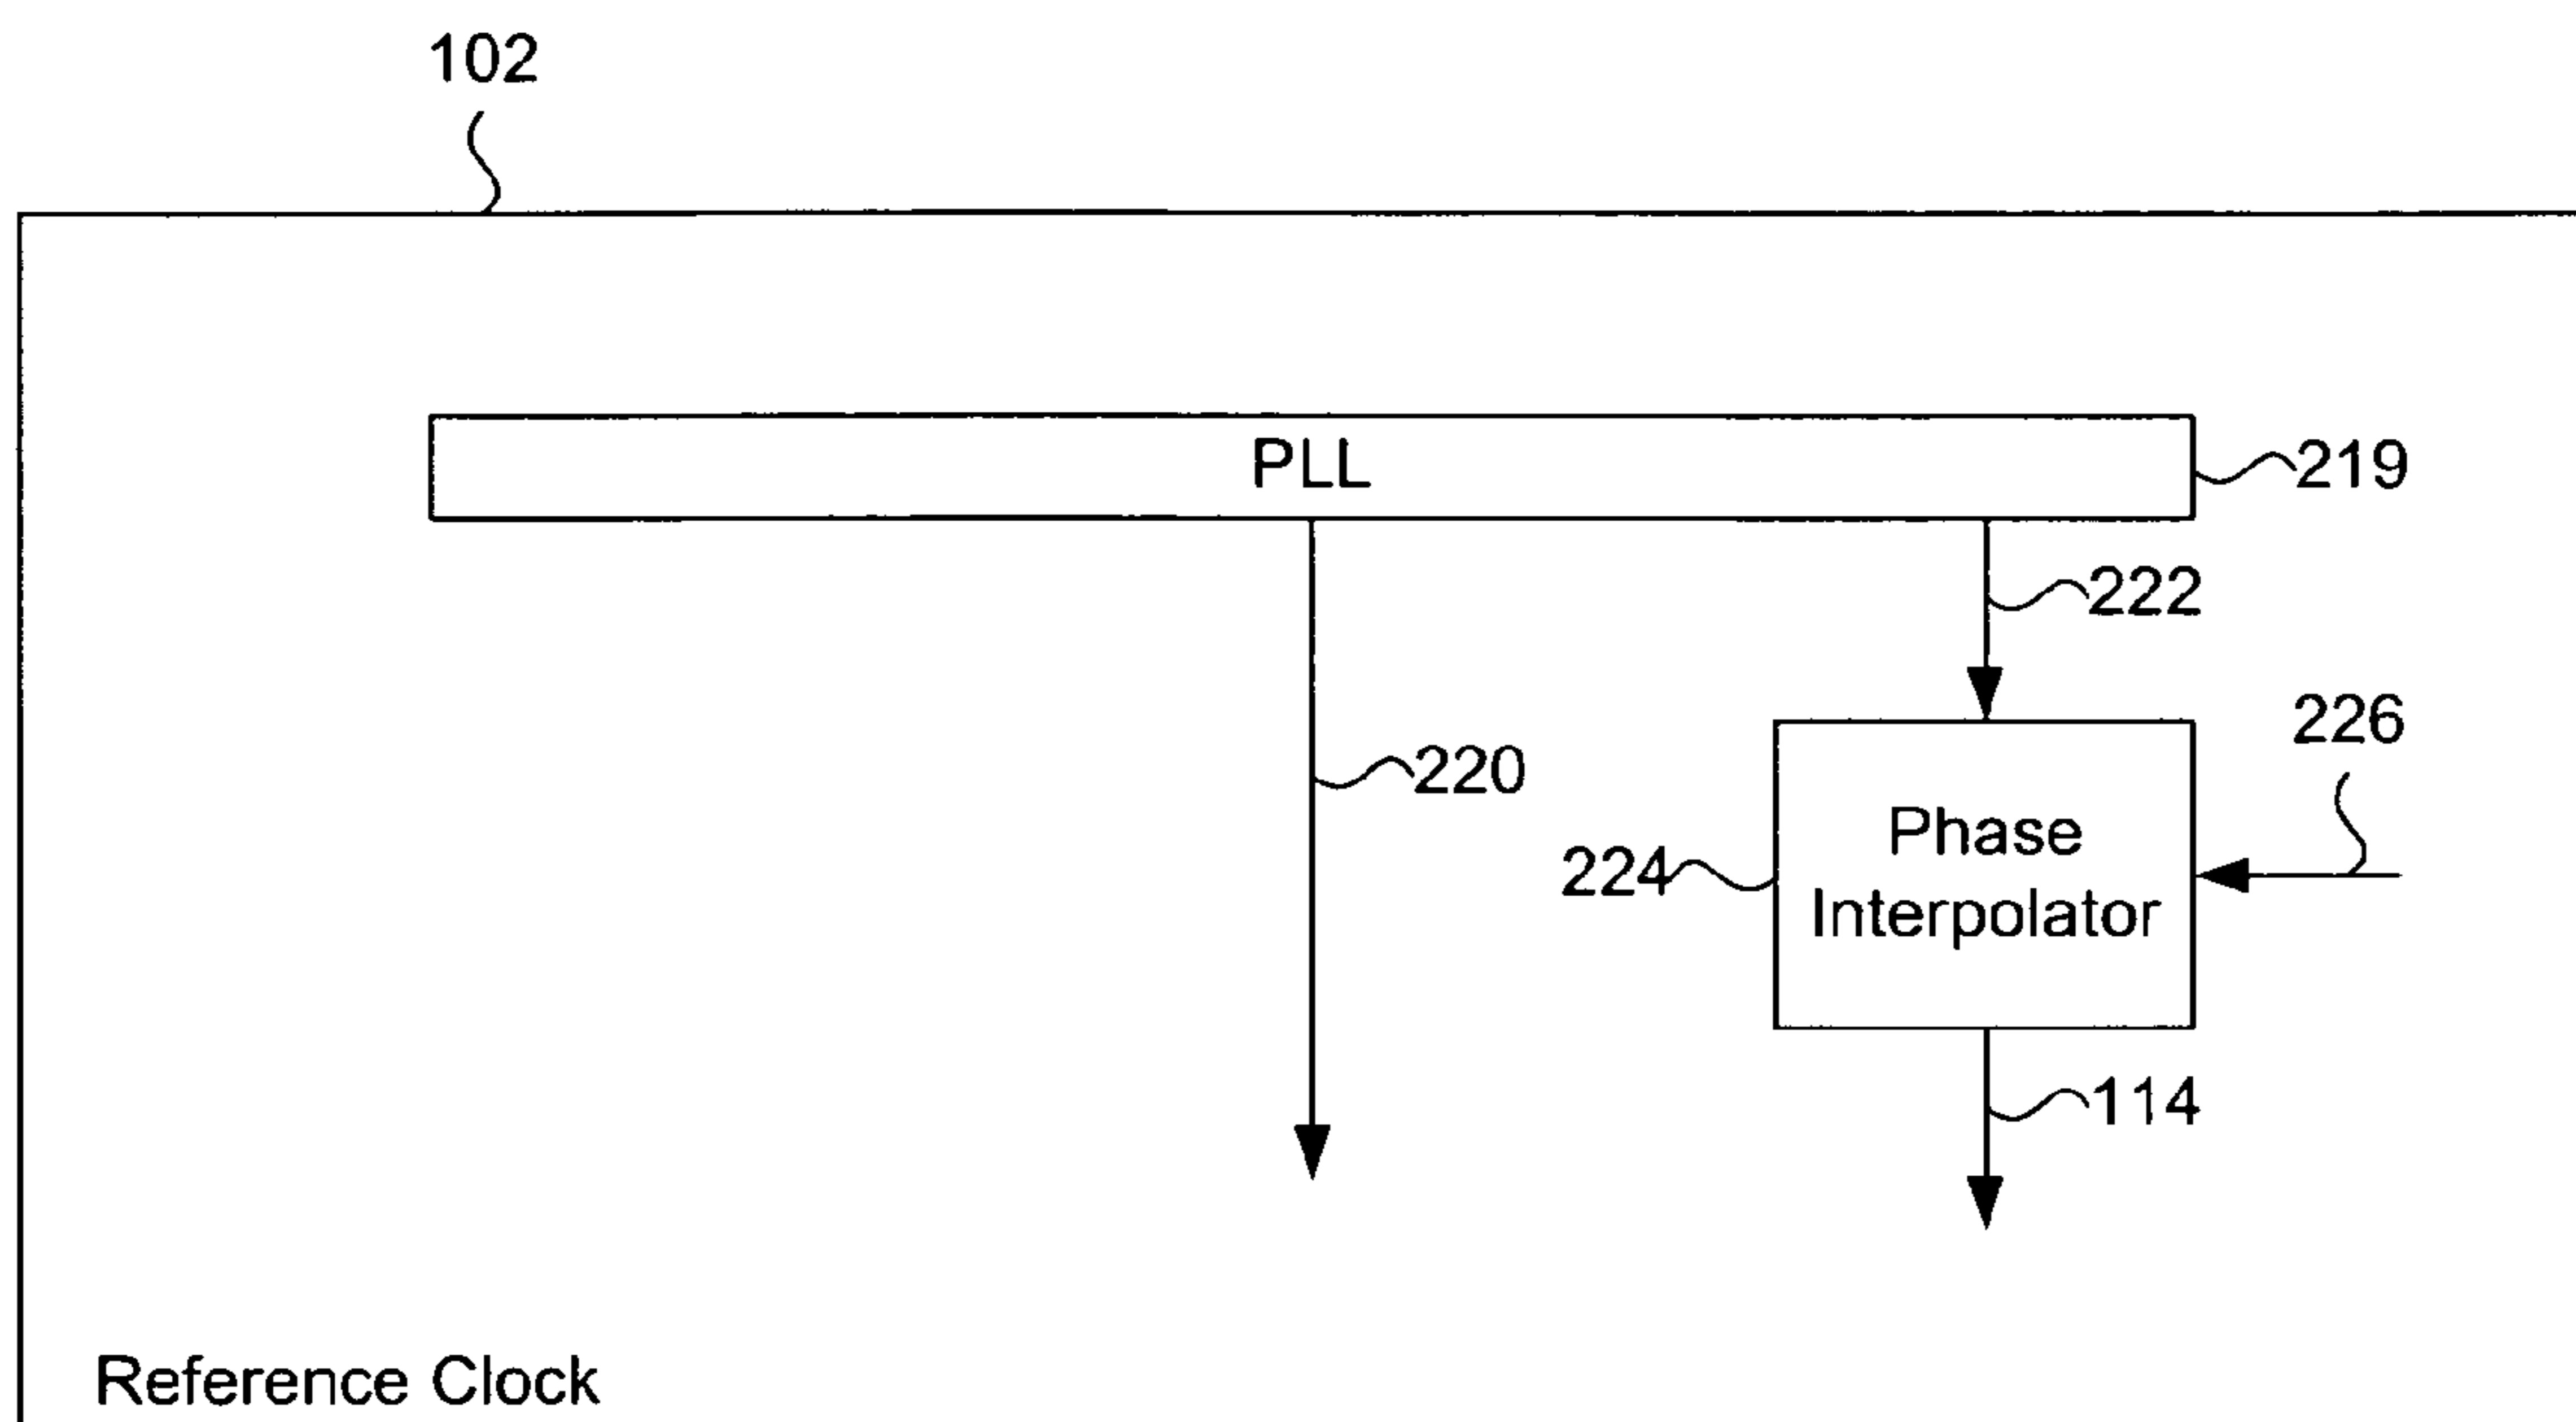 102
PLL
219
222
226
220
Phase
224
Interpolator
114
Reference Clock